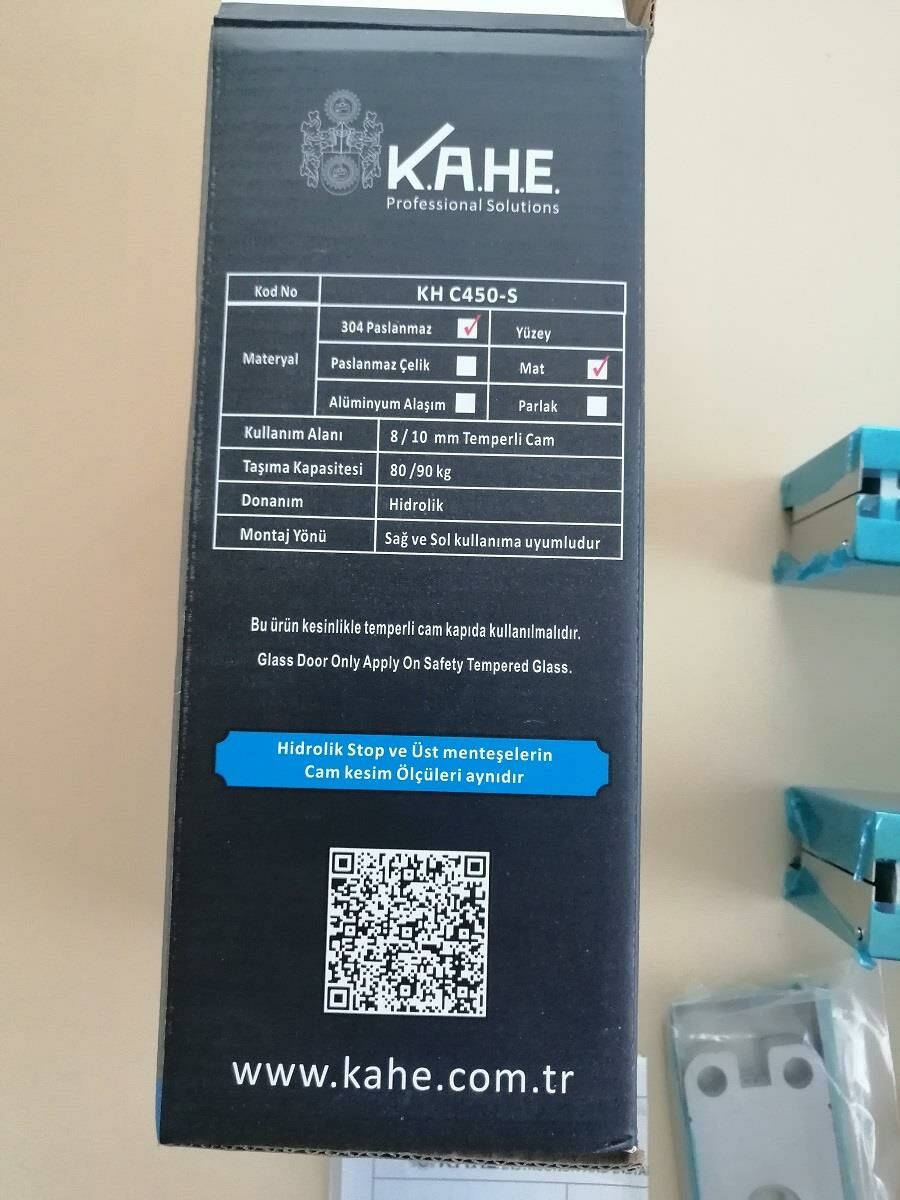 K.A.H.E.
Professional Solutions
Kod No KH C450-S
Materyal
304 Paslanmaz Yüzey
Paslanmaz Çelik Mat
Alüminyum Alaşım Parlak
Kullanım Alanı 8 / 10 mm Temperli Cam
Taşıma Kapasitesi 80 /90 kg
Donanım Hidrolik
Montaj Yönü Sağ ve Sol kullanıma uyumludur
Bu ürün kesinlikle temperli cam kapıda kullanılmalıdır.
Glass Door Only Apply On Safety Tempered Glass.
Hidrolik Stop ve Üst menteşelerin
Cam kesim Ölçüleri aynıdır
www.kahe.com.tr